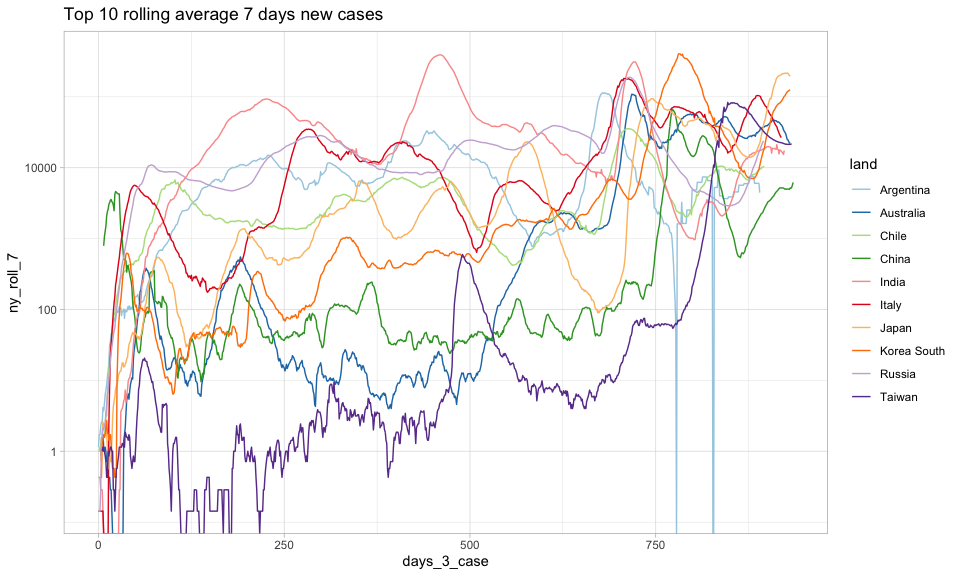 Top 10 rolling average 7 days new cases
ny_roll_7
10000
100
1
0
250
500
750
days_3_case
land
Argentina
Australia
Chile
China
India
Italy
Japan
Korea South
Russia
Taiwan